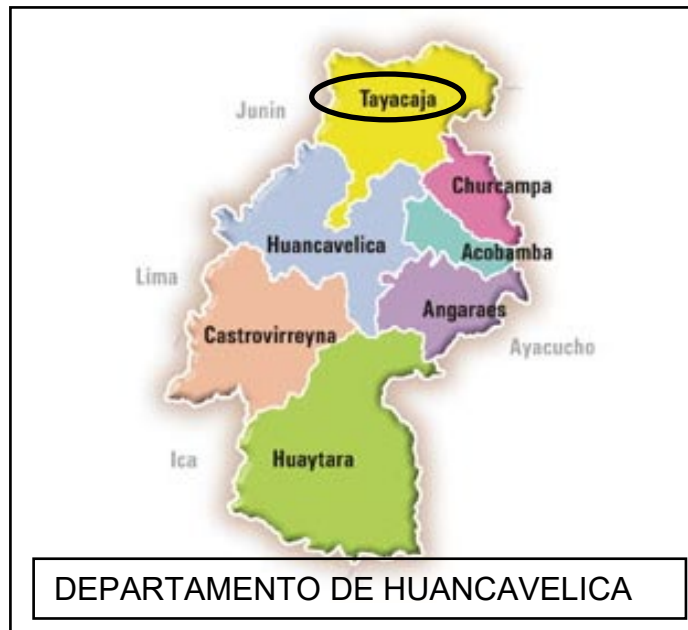 Tayacaja
Junin
Churcampa
Huancavelica
Acobamba
Lima
Angaraes
Castrovirreyna
Ayacucho
Ica
Huaytara
DEPARTAMENTO DE HUANCAVELICA